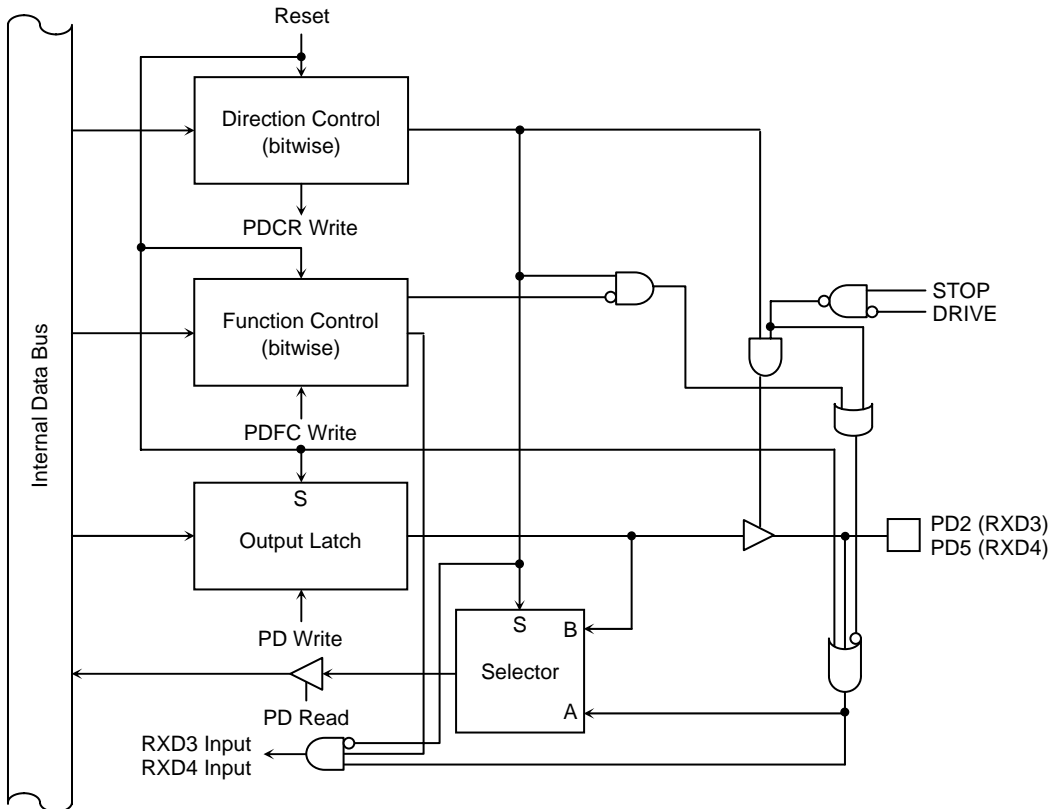 Reset
Direction Control
(bitwise)
PDCR Write
Function Control
(bitwise)
PDFC Write
STOP
DRIVE
Internal Data Bus
S
Output Latch
PD Write
PD2 (RXD3)
PD5 (RXD4)
S
B
Selector
A
PD Read
RXD3 Input
RXD4 Input